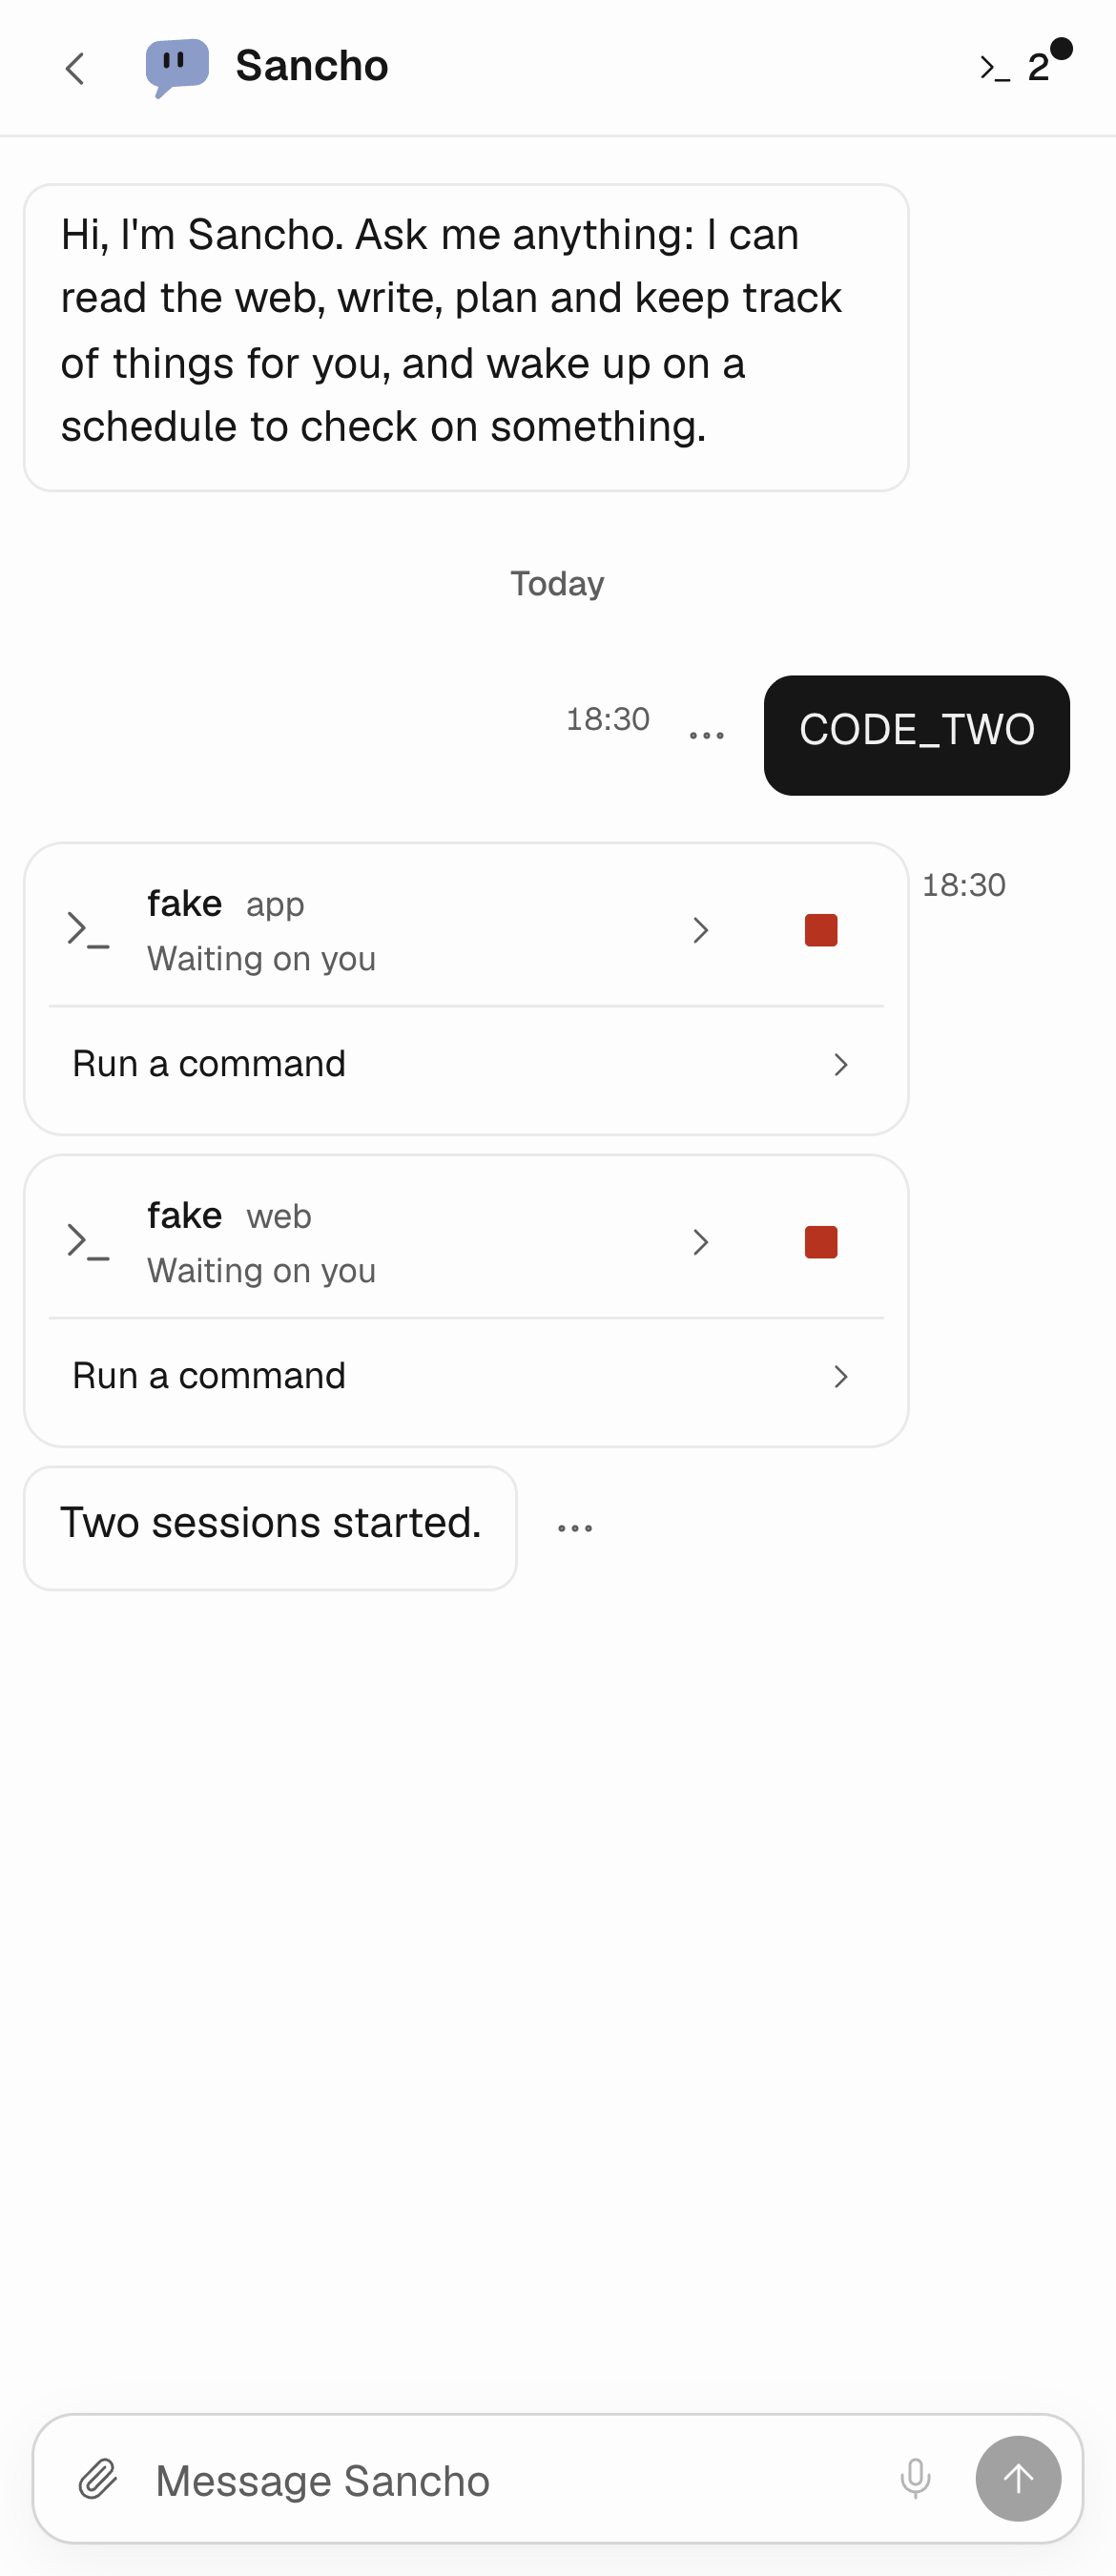 Sancho
2
Hi, I'm Sancho. Ask me anything: I can
read the web, write, plan and keep track
of things for you, and wake up on a
schedule to check on something.
Today
18:30
CODE_TWO
fake app
18:30
Waiting on you
Run a command
fake web
Waiting on you
Run a command
Two sessions started.
Message Sancho